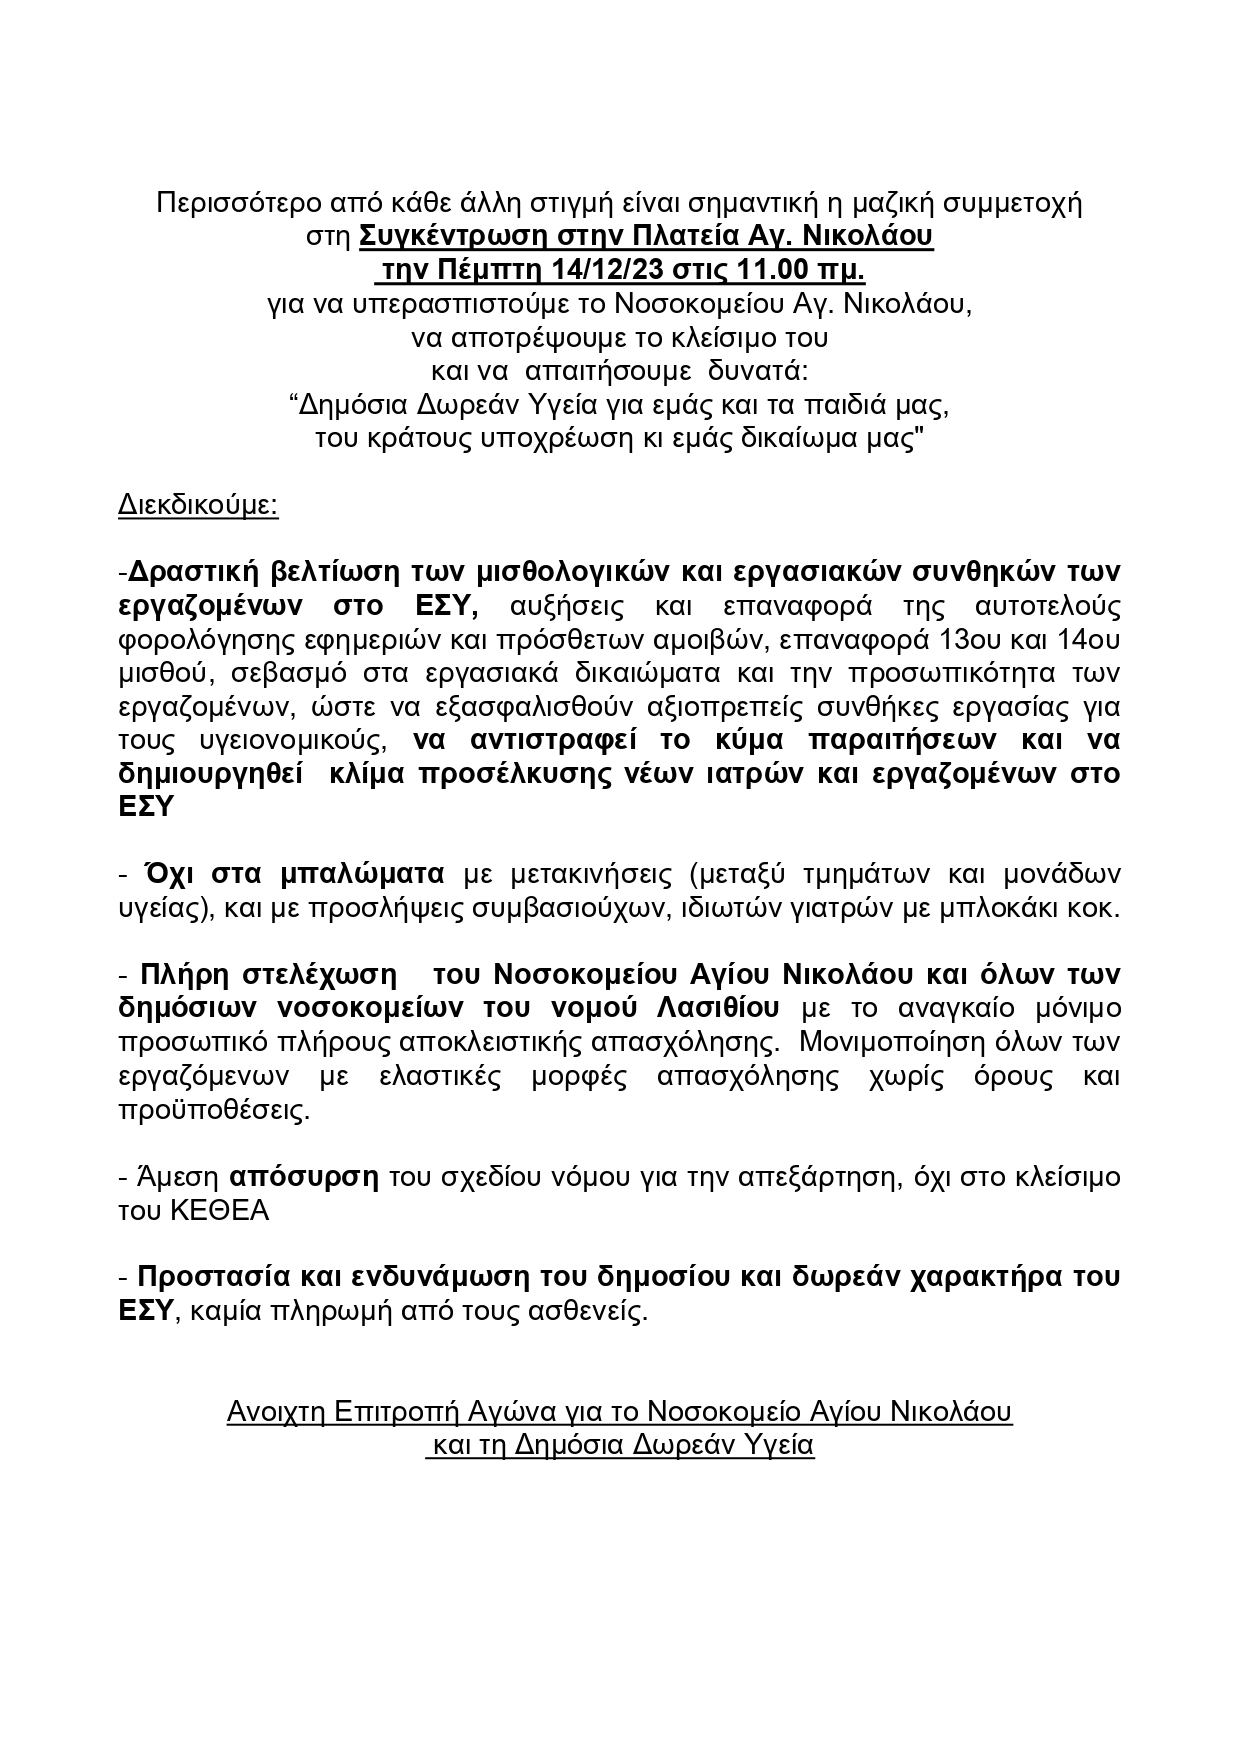 Περισσότερο από κάθε άλλη στιγμή είναι σημαντική η μαζική συμμετοχή
στη Συγκέντρωση στην Πλατεία Αγ. Νικολάου
την Πέμπτη 14/12/23 στις 11.00 πμ.
για να υπερασπιστούμε το Νοσοκομείου Αγ. Νικολάου,
να αποτρέψουμε το κλείσιμο του
και να  απαιτήσουμε  δυνατά:
“Δημόσια Δωρεάν Υγεία για εμάς και τα παιδιά μας,
του κράτους υποχρέωση κι εμάς δικαίωμα μας"
Διεκδικούμε:
-Δραστική βελτίωση των μισθολογικών και εργασιακών συνθηκών των
εργαζομένων στο ΕΣΥ, αυξήσεις και επαναφορά της αυτοτελούς
φορολόγησης εφημεριών και πρόσθετων αμοιβών, επαναφορά 13ου και 14ου
μισθού, σεβασμό στα εργασιακά δικαιώματα και την προσωπικότητα των
εργαζομένων, ώστε να εξασφαλισθούν αξιοπρεπείς συνθήκες εργασίας για
τους υγειονομικούς, να αντιστραφεί το κύμα παραιτήσεων και να
δημιουργηθεί  κλίμα προσέλκυσης νέων ιατρών και εργαζομένων στο
ΕΣΥ
- Όχι στα μπαλώματα με μετακινήσεις (μεταξύ τμημάτων και μονάδων
υγείας), και με προσλήψεις συμβασιούχων, ιδιωτών γιατρών με μπλοκάκι κοκ.
- Πλήρη στελέχωση  του Νοσοκομείου Αγίου Νικολάου και όλων των
δημόσιων νοσοκομείων του νομού Λασιθίου με το αναγκαίο μόνιμο
προσωπικό πλήρους αποκλειστικής απασχόλησης.  Μονιμοποίηση όλων των
εργαζόμενων με ελαστικές μορφές απασχόλησης χωρίς όρους και
προϋποθέσεις.
- Άμεση απόσυρση του σχεδίου νόμου για την απεξάρτηση, όχι στο κλείσιμο
του ΚΕΘΕΑ
- Προστασία και ενδυνάμωση του δημοσίου και δωρεάν χαρακτήρα του
ΕΣΥ, καμία πληρωμή από τους ασθενείς.
Ανοιχτη Επιτροπή Αγώνα για το Νοσοκομείο Αγίου Νικολάου
και τη Δημόσια Δωρεάν Υγεία